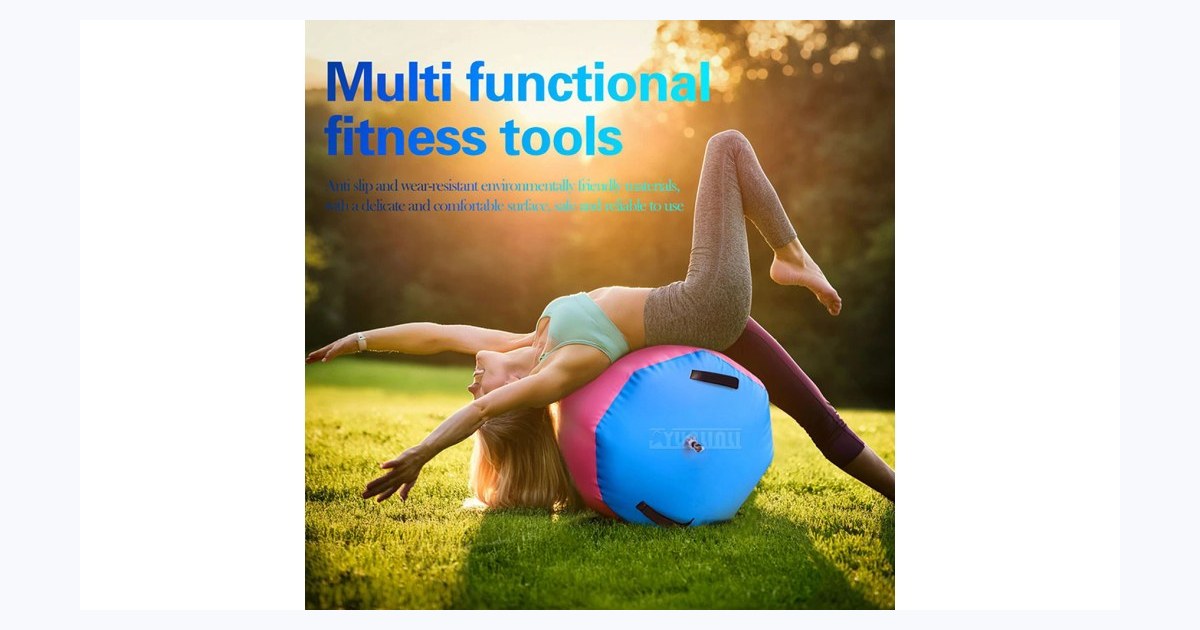 Multi functional
fitness tools
Anti slip and wear-resistant environmentally friendly materials,
with a delicate and comfortable surface, safe and reliable to use